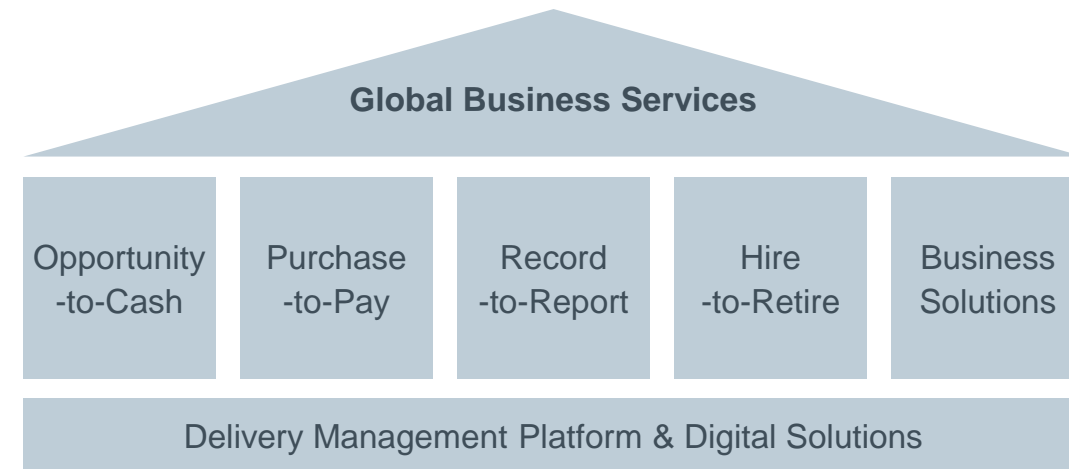 Global Business Services
Opportunity
-to-Cash
Purchase
-to-Pay
Record
-to-Report
Hire
-to-Retire
Business
Solutions
Delivery Management Platform & Digital Solutions